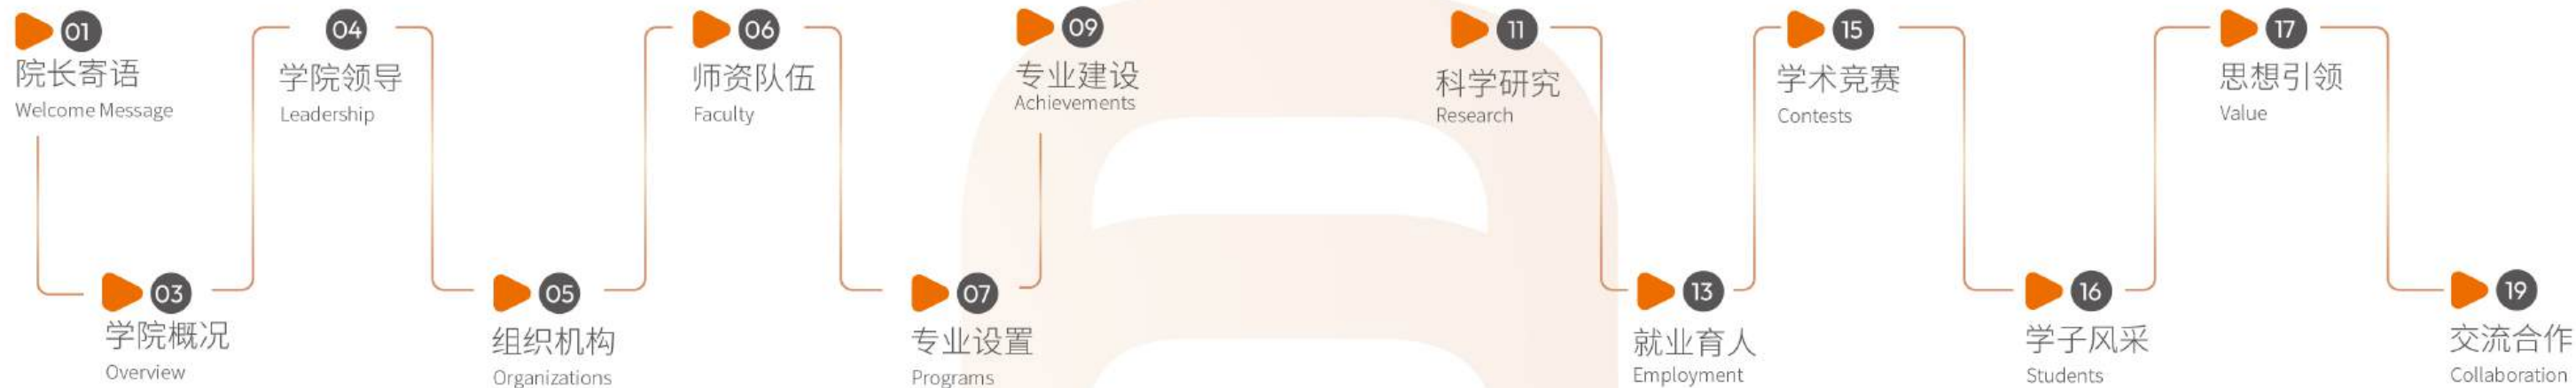 01
院长寄语
Welcome Message
03
学院概况
Overview
04
学院领导
Leadership
05
组织机构
Organizations
06
师资队伍
Faculty
07
专业设置
Programs
09
专业建设
Achievements
11
科学研究
Research
13
就业育人
Employment
15
学术竞赛
Contests
16
学子风采
Students
17
思想引领
Value
19
交流合作
Collaboration